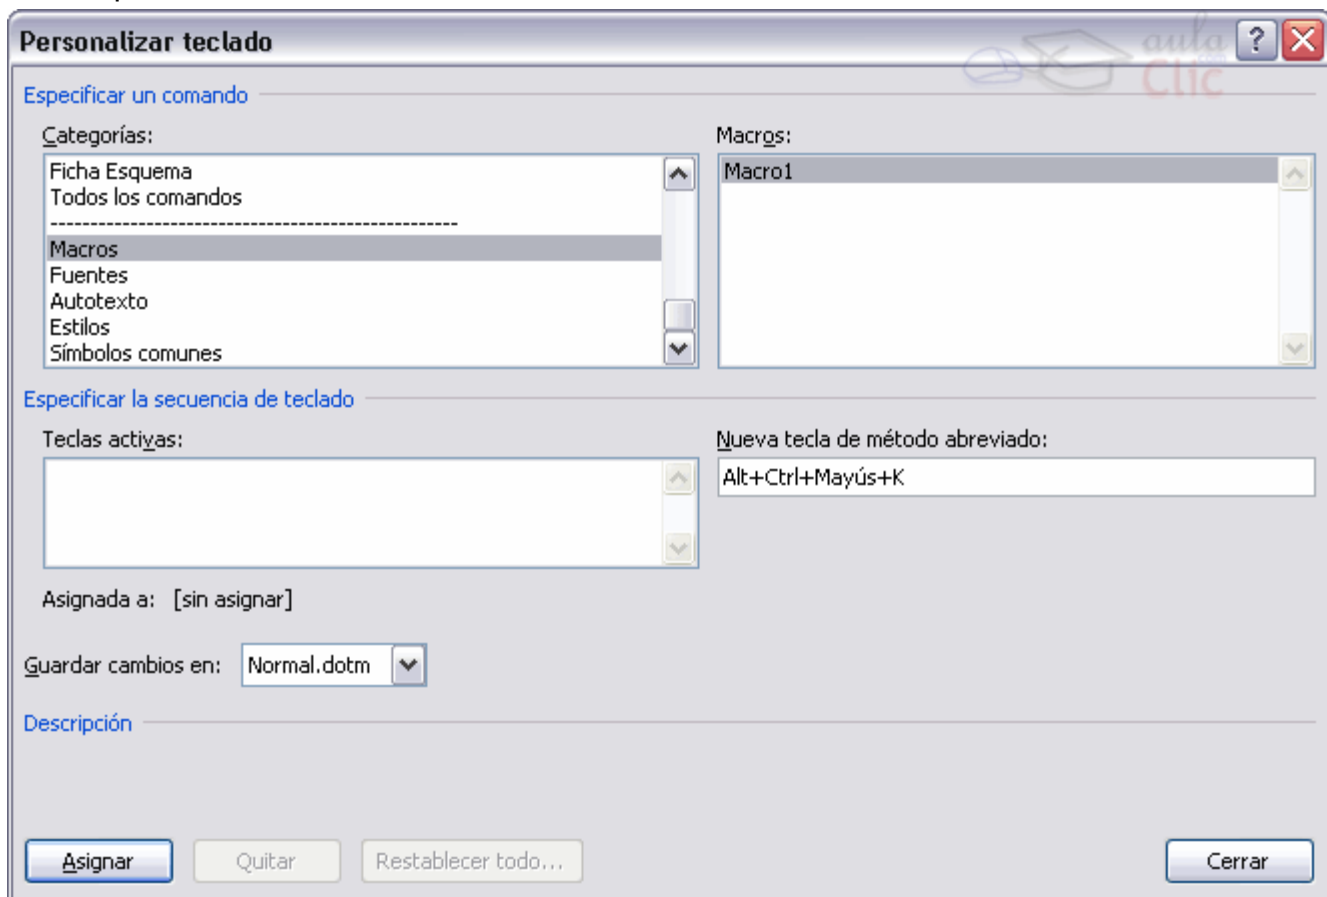 Personalizar teclado
aula
.com
Clic
Especificar un comando
Categorías:
Ficha Esquema
Todos los comandos
---------------------------------------------------
Macros
Fuentes
Autotexto
Estilos
Símbolos comunes
Macros:
Macro1
Especificar la secuencia de teclado
Teclas activas:
Nueva tecla de método abreviado:
Alt+Ctrl+Mayús+K
Asignada a: [sin asignar]
Guardar cambios en: Normal.dotm
Descripción
Asignar Quitar Restablecer todo... Cerrar